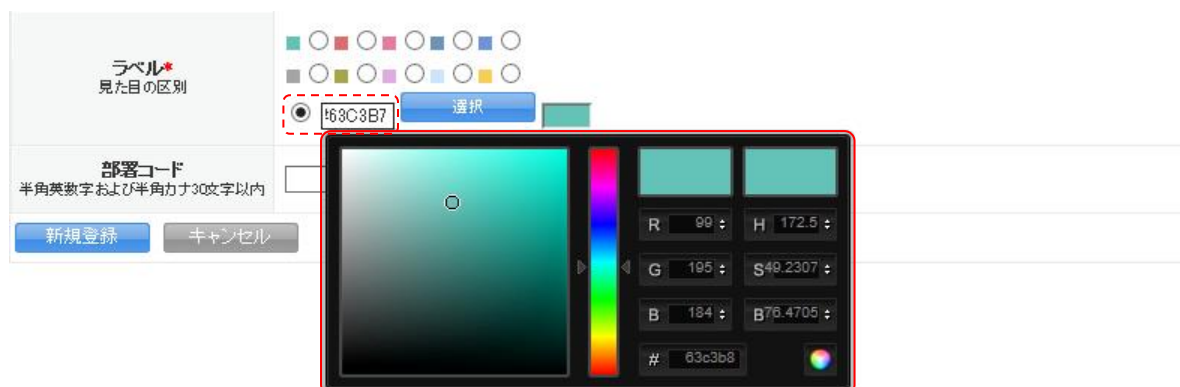 ラベル*
見た目の区別
#63C3B7
選択
部署コード
半角英数字および半角カナ30文字以内
新規登録
キャンセル
R 99
H 172.5
G 195
S 49.2307
B 184
B 76.4705
# 63c3b8